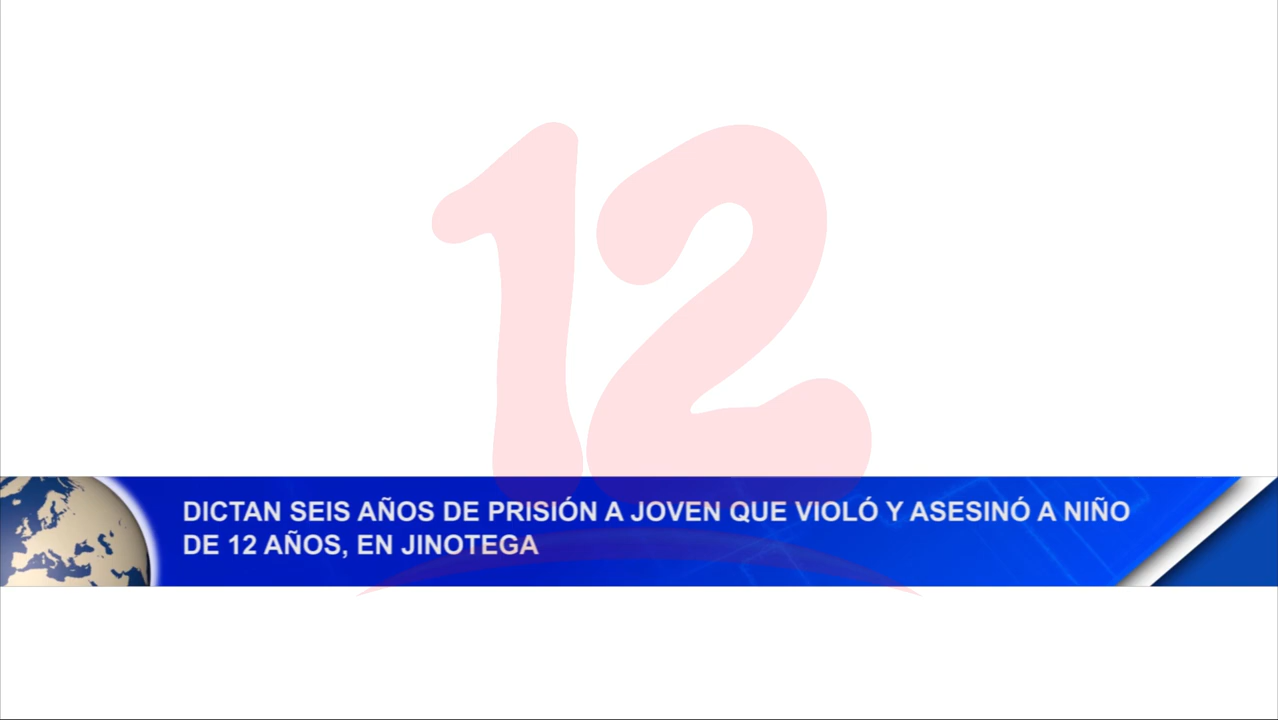 12
DICTAN SEIS AÑOS DE PRISIÓN A JOVEN QUE VIOLÓ Y ASESINÓ A NIÑO
DE 12 AÑOS, EN JINOTEGA